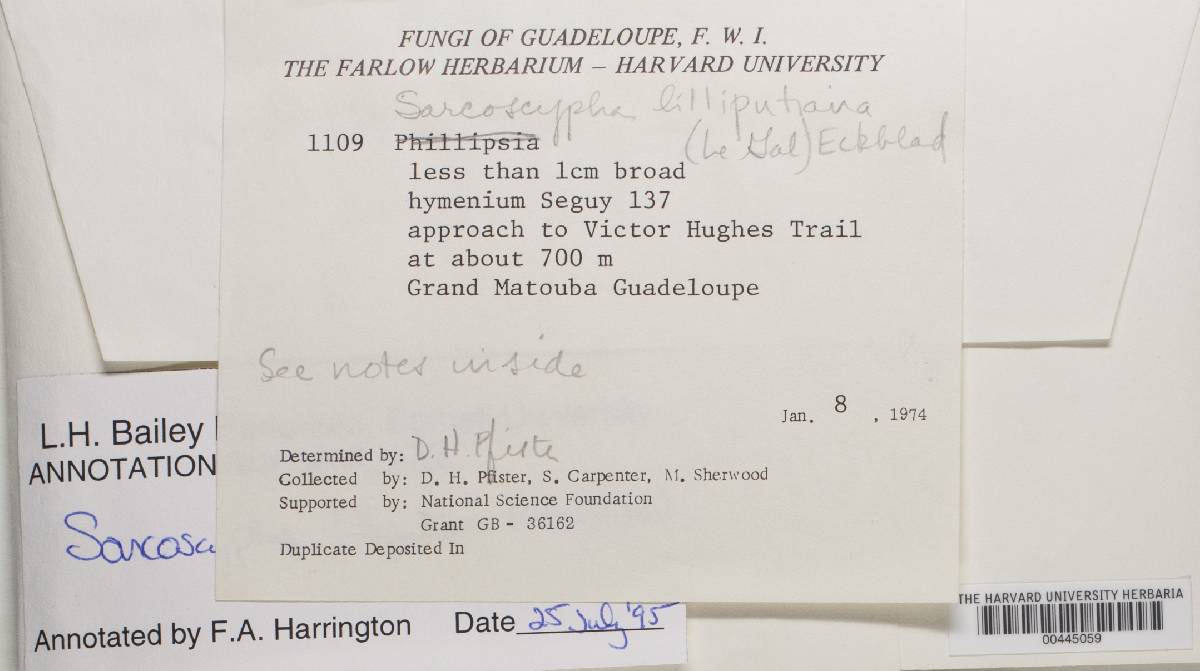 FUNGI OF GUADELOUPE, F. W. I.
THE FARLOW HERBARIUM – HARVARD UNIVERSITY
Sarcoscypha lilliputiana
(Le Gal) Eckblad
1109 Phillipsia
less than 1cm broad
hymenium Seguy 137
approach to Victor Hughes Trail
at about 700 m
Grand Matouba Guadeloupe
See notes inside
Jan. 8 , 1974
Determined by: D. H. Pfister
Collected by: D. H. Pfister, S. Carpenter, M. Sherwood
Supported by: National Science Foundation
Grant GB - 36162
Duplicate Deposited In
L.H. Bailey
ANNOTATION
Sarcosc
Annotated by F.A. Harrington Date 25 July '95
THE HARVARD UNIVERSITY HERBARIA
00445059